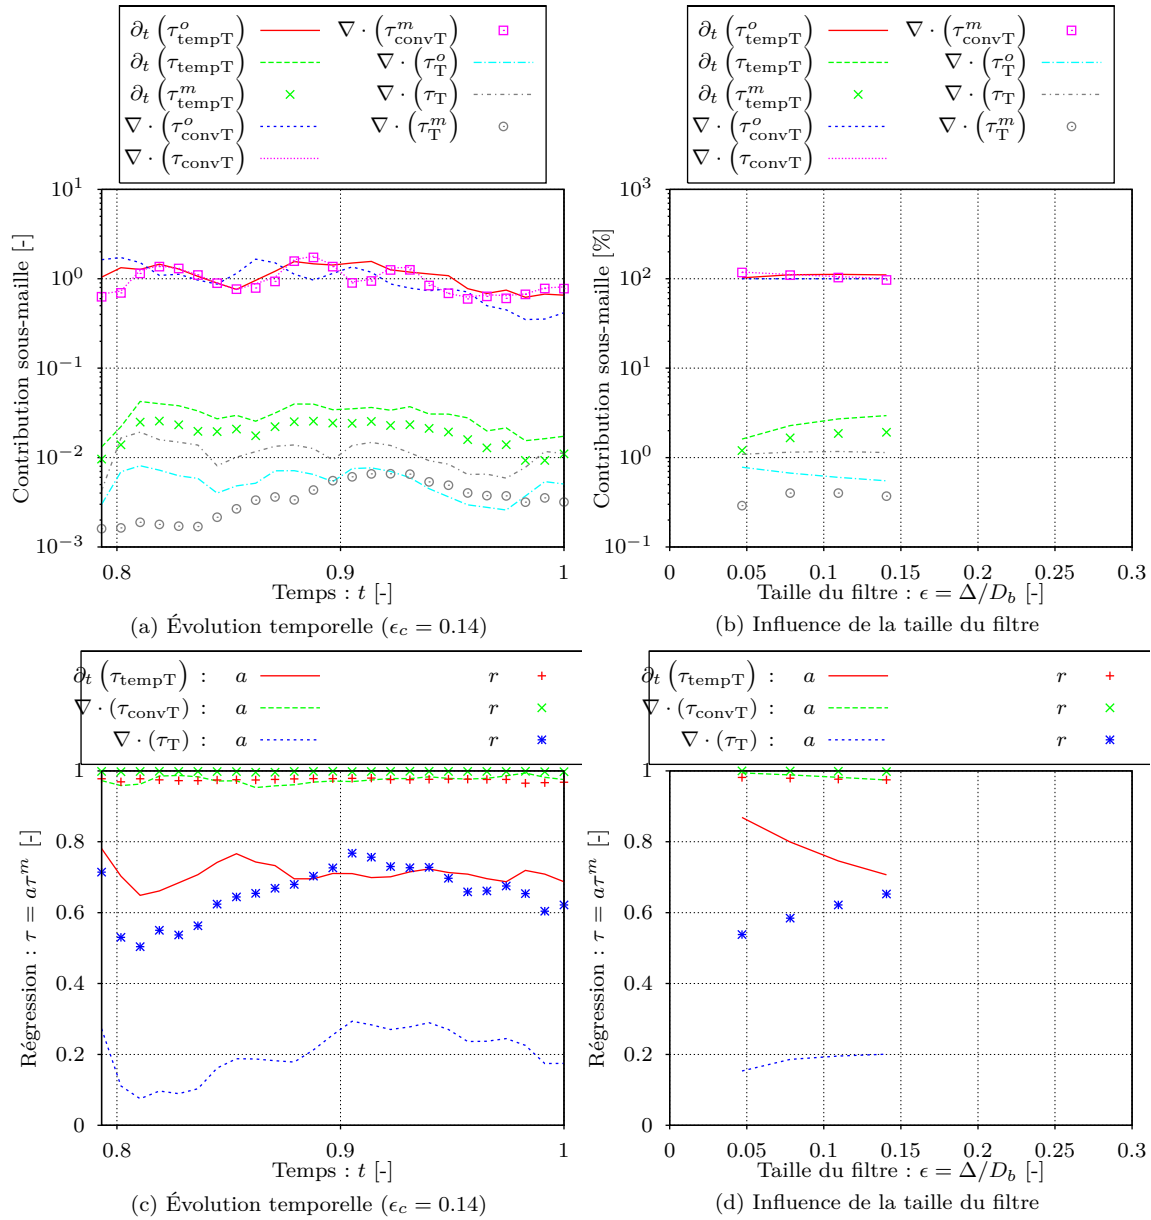 ∂t (τ^o_tempT) ∇ · (τ^m_convT)
∂t (τ_tempT) ∇ · (τ^o_T)
∂t (τ^m_tempT) ∇ · (τ_T)
∇ · (τ^o_convT) ∇ · (τ^m_T)
∇ · (τ_convT)
10^1
10^0
10^-1
10^-2
10^-3
Contribution sous-maille [-]
0.8 0.9 1
Temps : t [-]
(a) Évolution temporelle (ϵc = 0.14)
∂t (τ^o_tempT) ∇ · (τ^m_convT)
∂t (τ_tempT) ∇ · (τ^o_T)
∂t (τ^m_tempT) ∇ · (τ_T)
∇ · (τ^o_convT) ∇ · (τ^m_T)
∇ · (τ_convT)
10^3
10^2
10^1
10^0
10^-1
Contribution sous-maille [%]
0 0.05 0.1 0.15 0.2 0.25 0.3
Taille du filtre : ϵ = Δ/D_b [-]
(b) Influence de la taille du filtre
∂t (τ_tempT) : a r
∇ · (τ_convT) : a r
∇ · (τ_T) : a r
1
0.8
0.6
0.4
0.2
0
Régression : τ = aτ^m [-]
0.8 0.9 1
Temps : t [-]
(c) Évolution temporelle (ϵc = 0.14)
∂t (τ_tempT) : a r
∇ · (τ_convT) : a r
∇ · (τ_T) : a r
1
0.8
0.6
0.4
0.2
0
Régression : τ = aτ^m [-]
0 0.05 0.1 0.15 0.2 0.25 0.3
Taille du filtre : ϵ = Δ/D_b [-]
(d) Influence de la taille du filtre